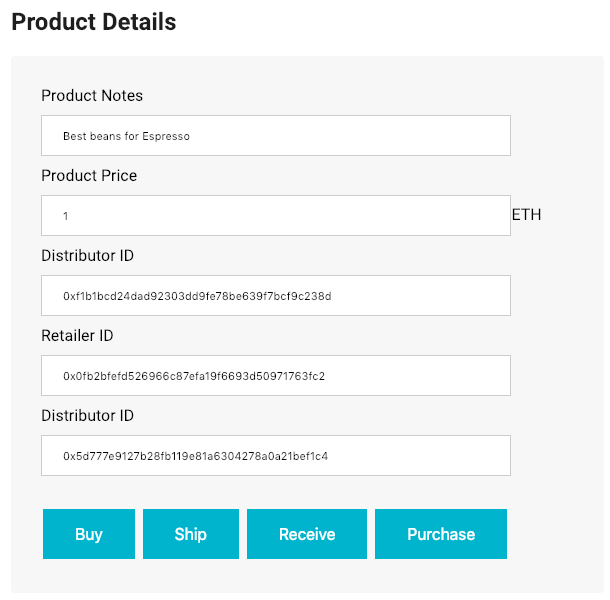 Product Details
Product Notes
Best beans for Espresso
Product Price
1
ETH
Distributor ID
0xf1b1bcd24dad92303dd9fe78be639f7bcf9c238d
Retailer ID
0x0fb2bfefd526966c87efa19f6693d50971763fc2
Distributor ID
0x5d777e9127b28fb119e81a6304278a0a21bef1c4
Buy
Ship
Receive
Purchase